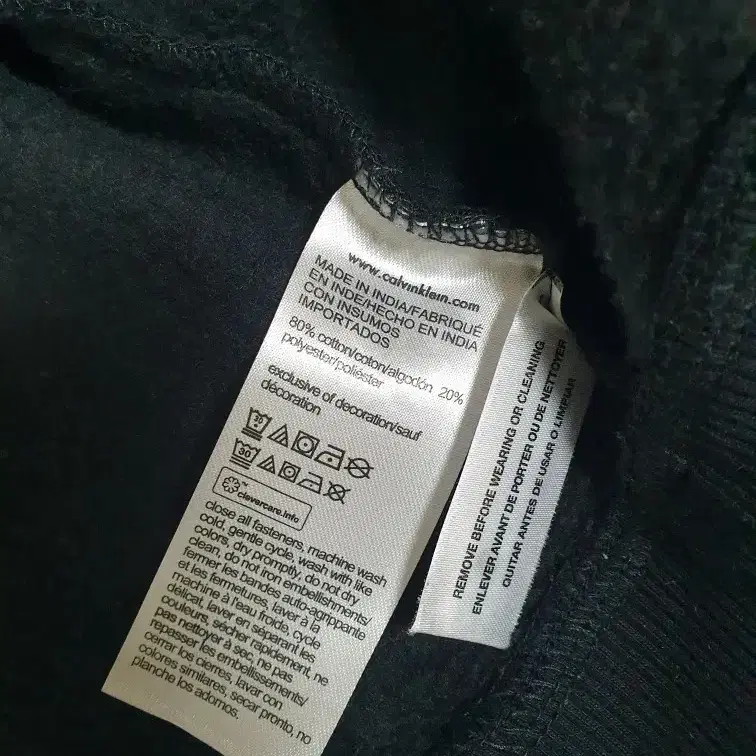 www.calvinklein.com
MADE IN INDIA/FABRIQUÉ
EN INDE/HECHO EN INDIA
CON INSUMOS
IMPORTADOS
80% cotton/coton/algodón 20%
polyester/poliéster
exclusive of decoration/sauf
décoration
30
clevercare.info
close all fasteners, machine wash
cold, gentle cycle, wash with like
colors, dry promptly, do not dry
clean, do not iron embellishments/
fermer les bandes auto-agrippante
et les fermetures, laver à la
machine à l'eau froide, cycle
délicat, laver en séparant les
couleurs, sécher rapidement, ne
pas nettoyer à sec, ne pas
repasser les embellissements/
cerrar los cierres, lavar con
colores similares, secar pronto, no
planche los adornos.
REMOVE BEFORE WEARING OR CLEANING
ENLEVER AVANT DE PORTER OU DE NETTOYER
QUITAR ANTES DE USAR O LIMPIAR